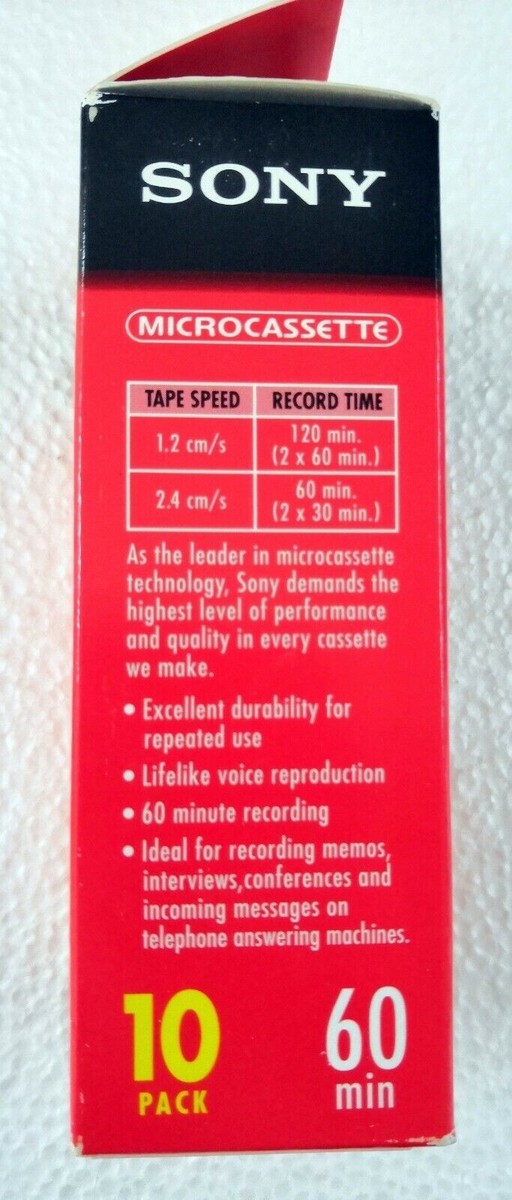 SONY
MICROCASSETTE
TAPE SPEED RECORD TIME
1.2 cm/s 120 min.
(2 x 60 min.)
2.4 cm/s 60 min.
(2 x 30 min.)
As the leader in microcassette
technology, Sony demands the
highest level of performance
and quality in every cassette
we make.
• Excellent durability for
repeated use
• Lifelike voice reproduction
• 60 minute recording
• Ideal for recording memos,
interviews,conferences and
incoming messages on
telephone answering machines.
10 60
PACK min